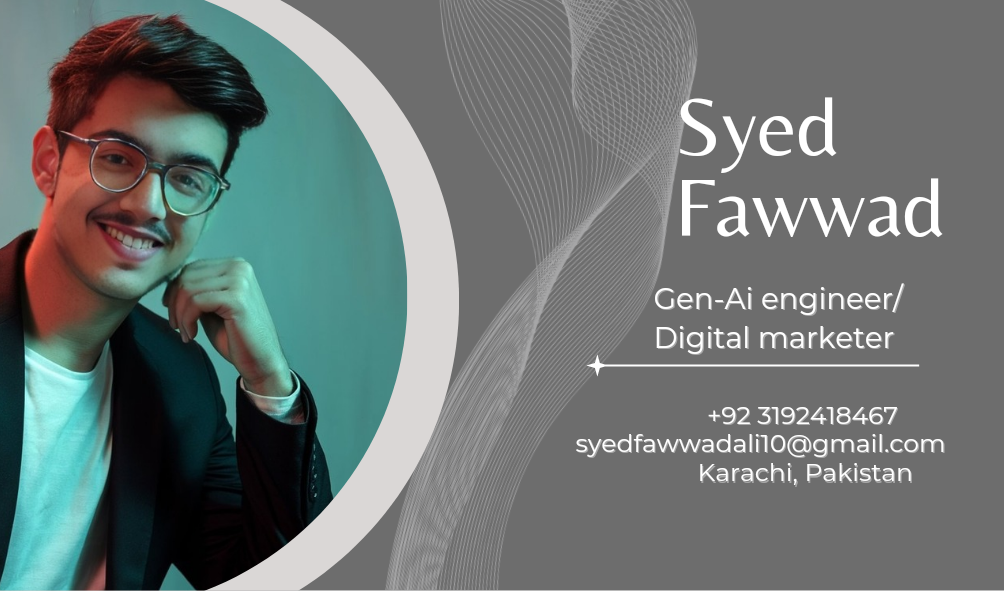 Syed
Fawwad
Gen-Ai engineer/
Digital marketer
+92 3192418467
syedfawwadali10@gmail.com
Karachi, Pakistan